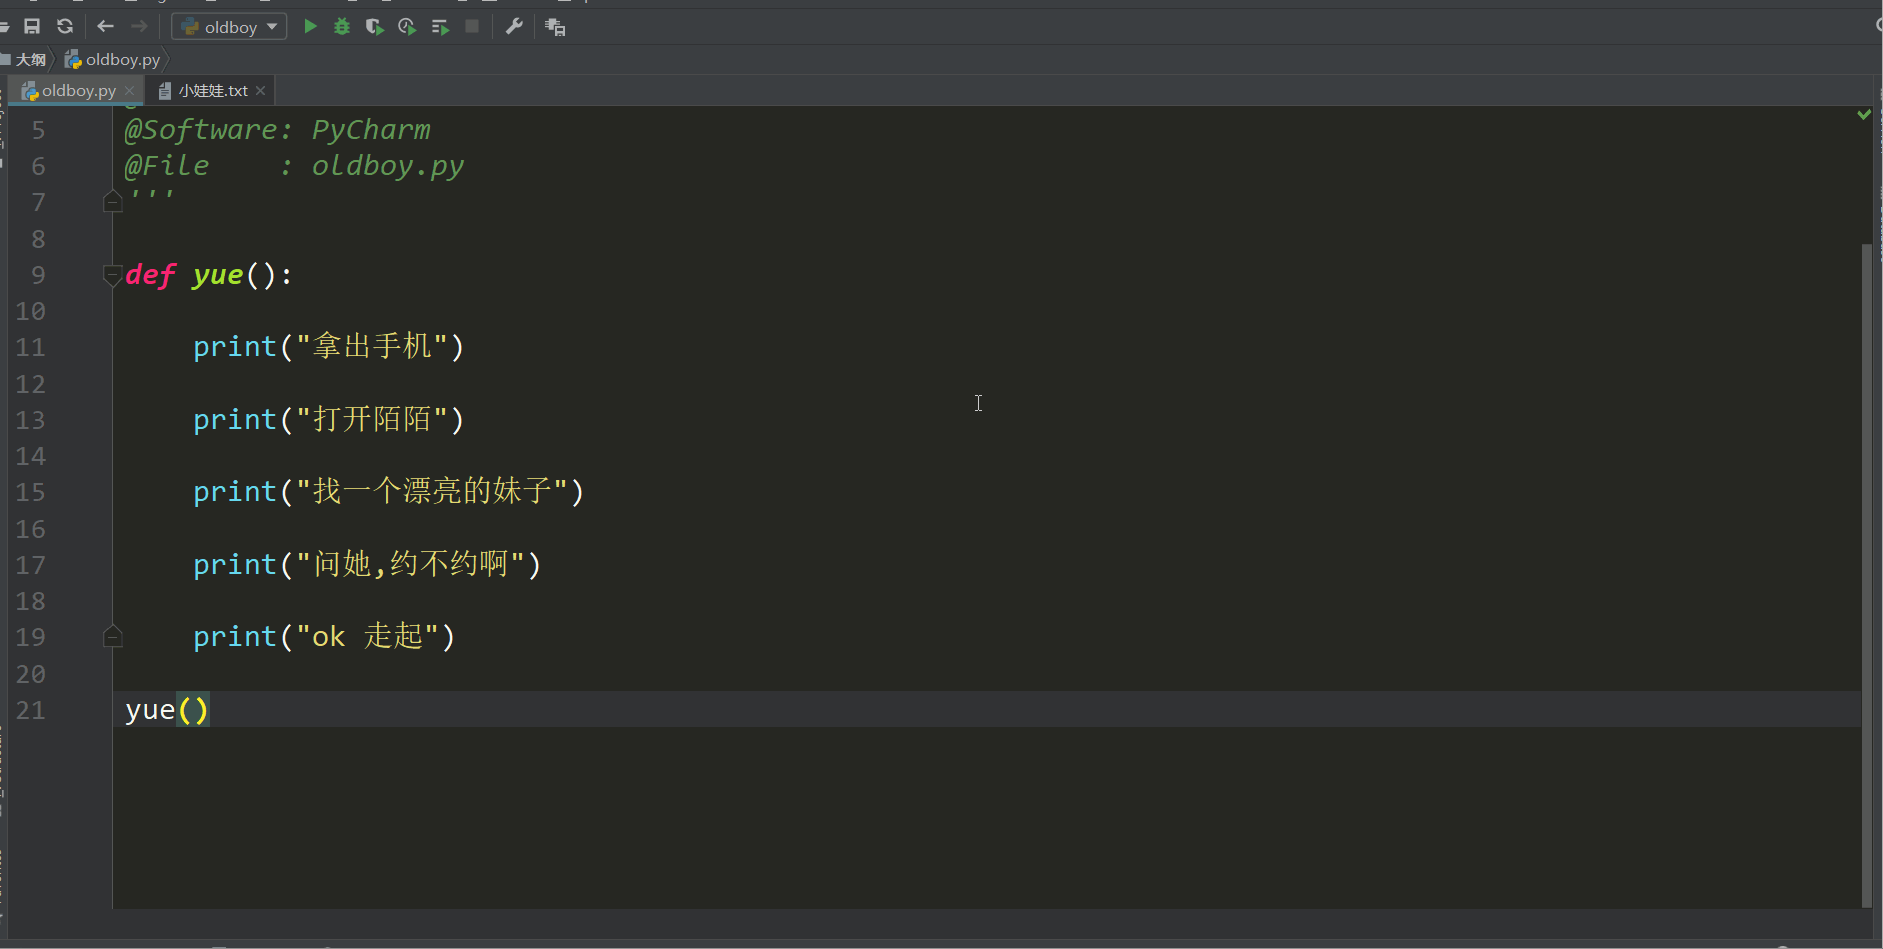 oldboy
大纲 oldboy.py
oldboy.py 小娃娃.txt
5 @Software: PyCharm
6 @File    : oldboy.py
7 '''
8
9 def yue():
10
11     print("拿出手机")
12
13     print("打开陌陌")
14
15     print("找一个漂亮的妹子")
16
17     print("问她,约不约啊")
18
19     print("ok 走起")
20
21 yue()